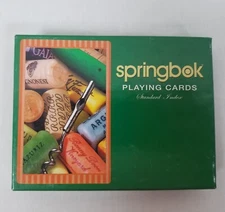 springbok
PLAYING CARDS
Standard Index